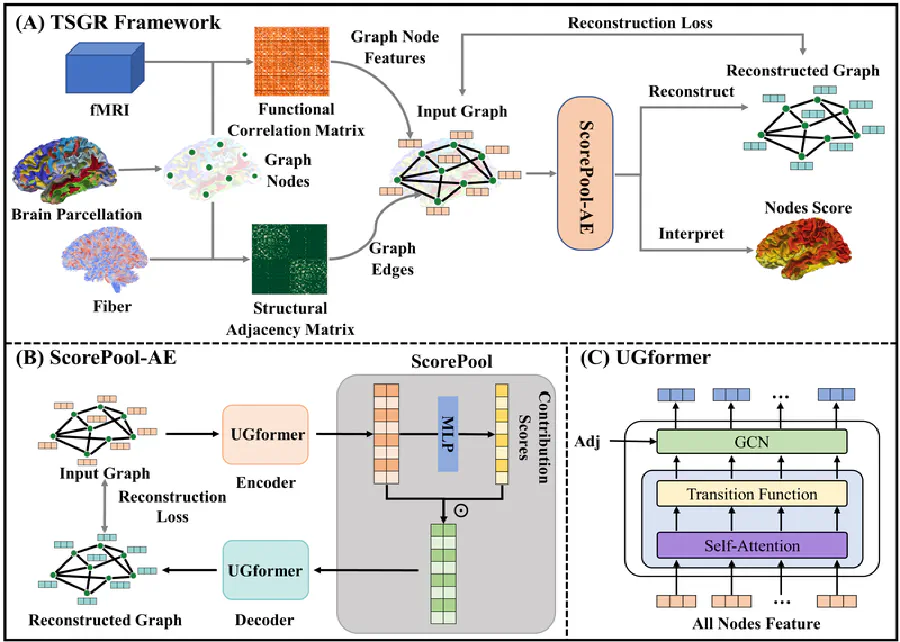 (A) TSGR Framework
fMRI
Brain Parcellation
Fiber
Graph
Nodes
Functional
Correlation Matrix
Structural
Adjacency Matrix
Graph Node
Features
Graph
Edges
Input Graph
ScorePool-AE
Reconstruction Loss
Reconstruct
Interpret
Reconstructed Graph
Nodes Score
(B) ScorePool-AE
Input Graph
Reconstruction
Loss
Reconstructed Graph
UGformer
Encoder
UGformer
Decoder
ScorePool
MLP
Contribution
Scores
⊙
(C) UGformer
...
Adj
GCN
Transition Function
Self-Attention
...
All Nodes Feature